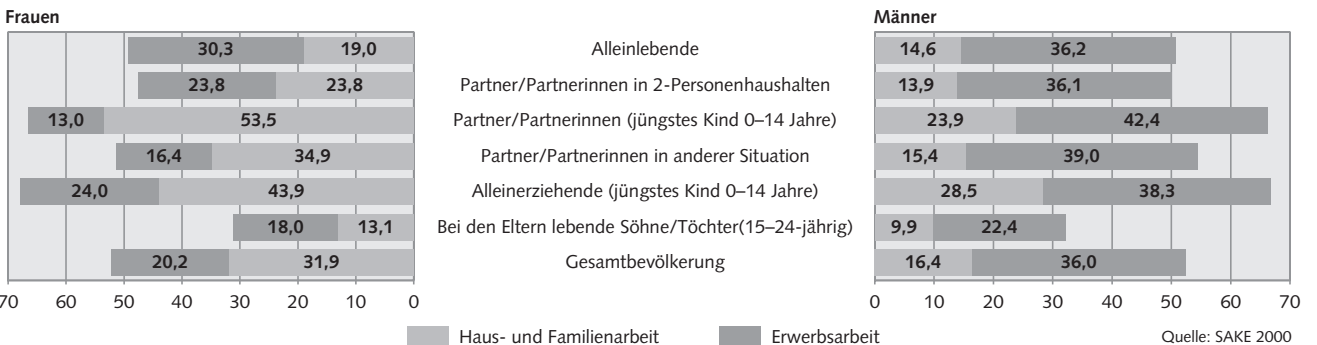 Frauen Männer
30,3 19,0 Alleinlebende 14,6 36,2
23,8 23,8 Partner/Partnerinnen in 2-Personenhaushalten 13,9 36,1
13,0 53,5 Partner/Partnerinnen (jüngstes Kind 0–14 Jahre) 23,9 42,4
16,4 34,9 Partner/Partnerinnen in anderer Situation 15,4 39,0
24,0 43,9 Alleinerziehende (jüngstes Kind 0–14 Jahre) 28,5 38,3
18,0 13,1 Bei den Eltern lebende Söhne/Töchter(15–24-jährig) 9,9 22,4
20,2 31,9 Gesamtbevölkerung 16,4 36,0
70 60 50 40 30 20 10 0 0 10 20 30 40 50 60 70
Haus- und Familienarbeit Erwerbsarbeit Quelle: SAKE 2000